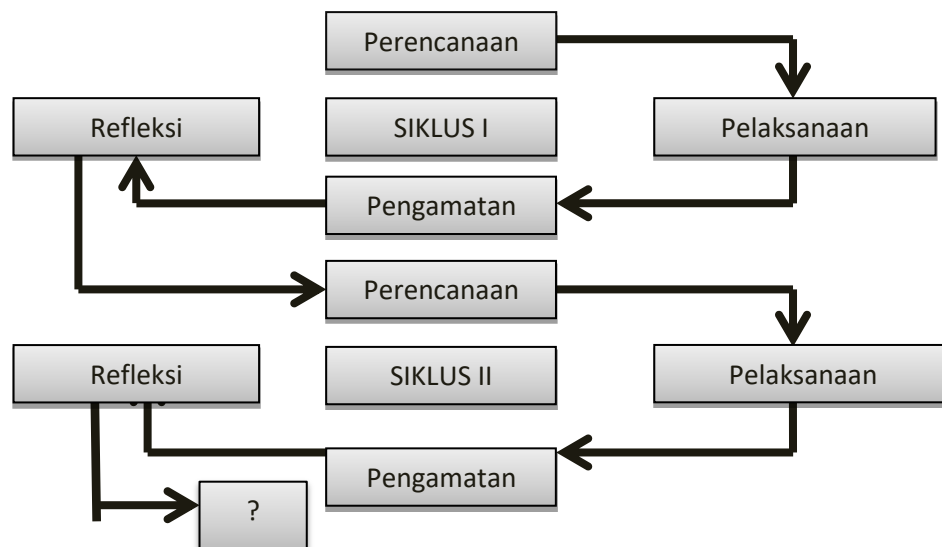 Perencanaan
Refleksi
SIKLUS I
Pelaksanaan
Pengamatan
Perencanaan
Refleksi
SIKLUS II
Pelaksanaan
Pengamatan
?